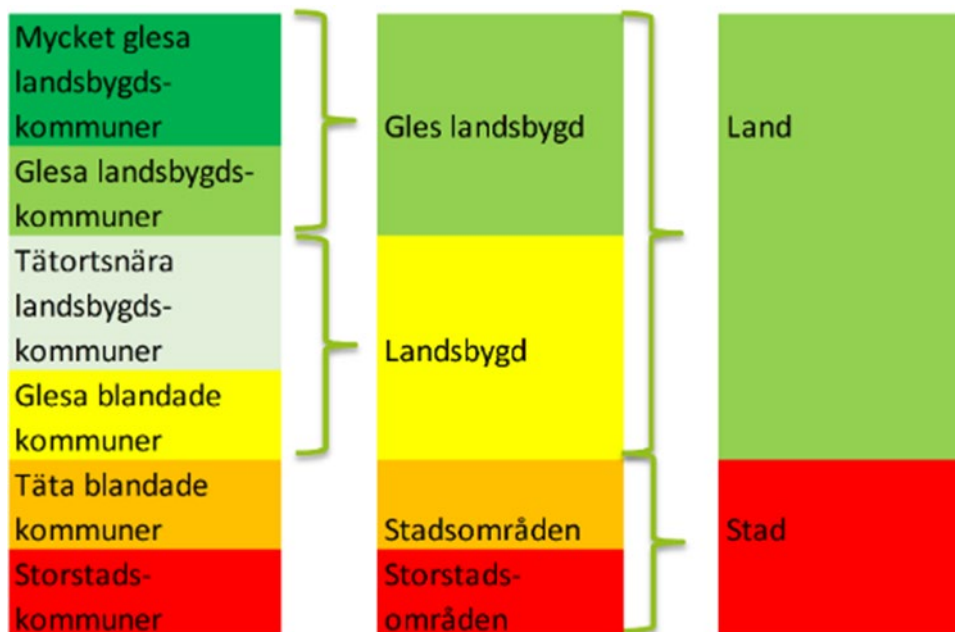 Mycket glesa
landsbygds-
kommuner
Glesa landsbygds-
kommuner
Tätortsnära
landsbygds-
kommuner
Glesa blandade
kommuner
Täta blandade
kommuner
Storstads-
kommuner
Gles landsbygd
Landsbygd
Stadsområden
Storstads-
områden
Land
Stad